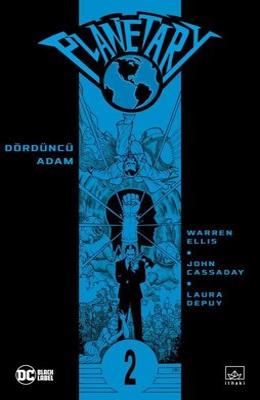 PLANETARY
DÖRDÜNCÜ
ADAM
WARREN
ELLIS
•
JOHN
CASSADAY
•
LAURA
DEPUY
2
DC BLACK LABEL
ithaki